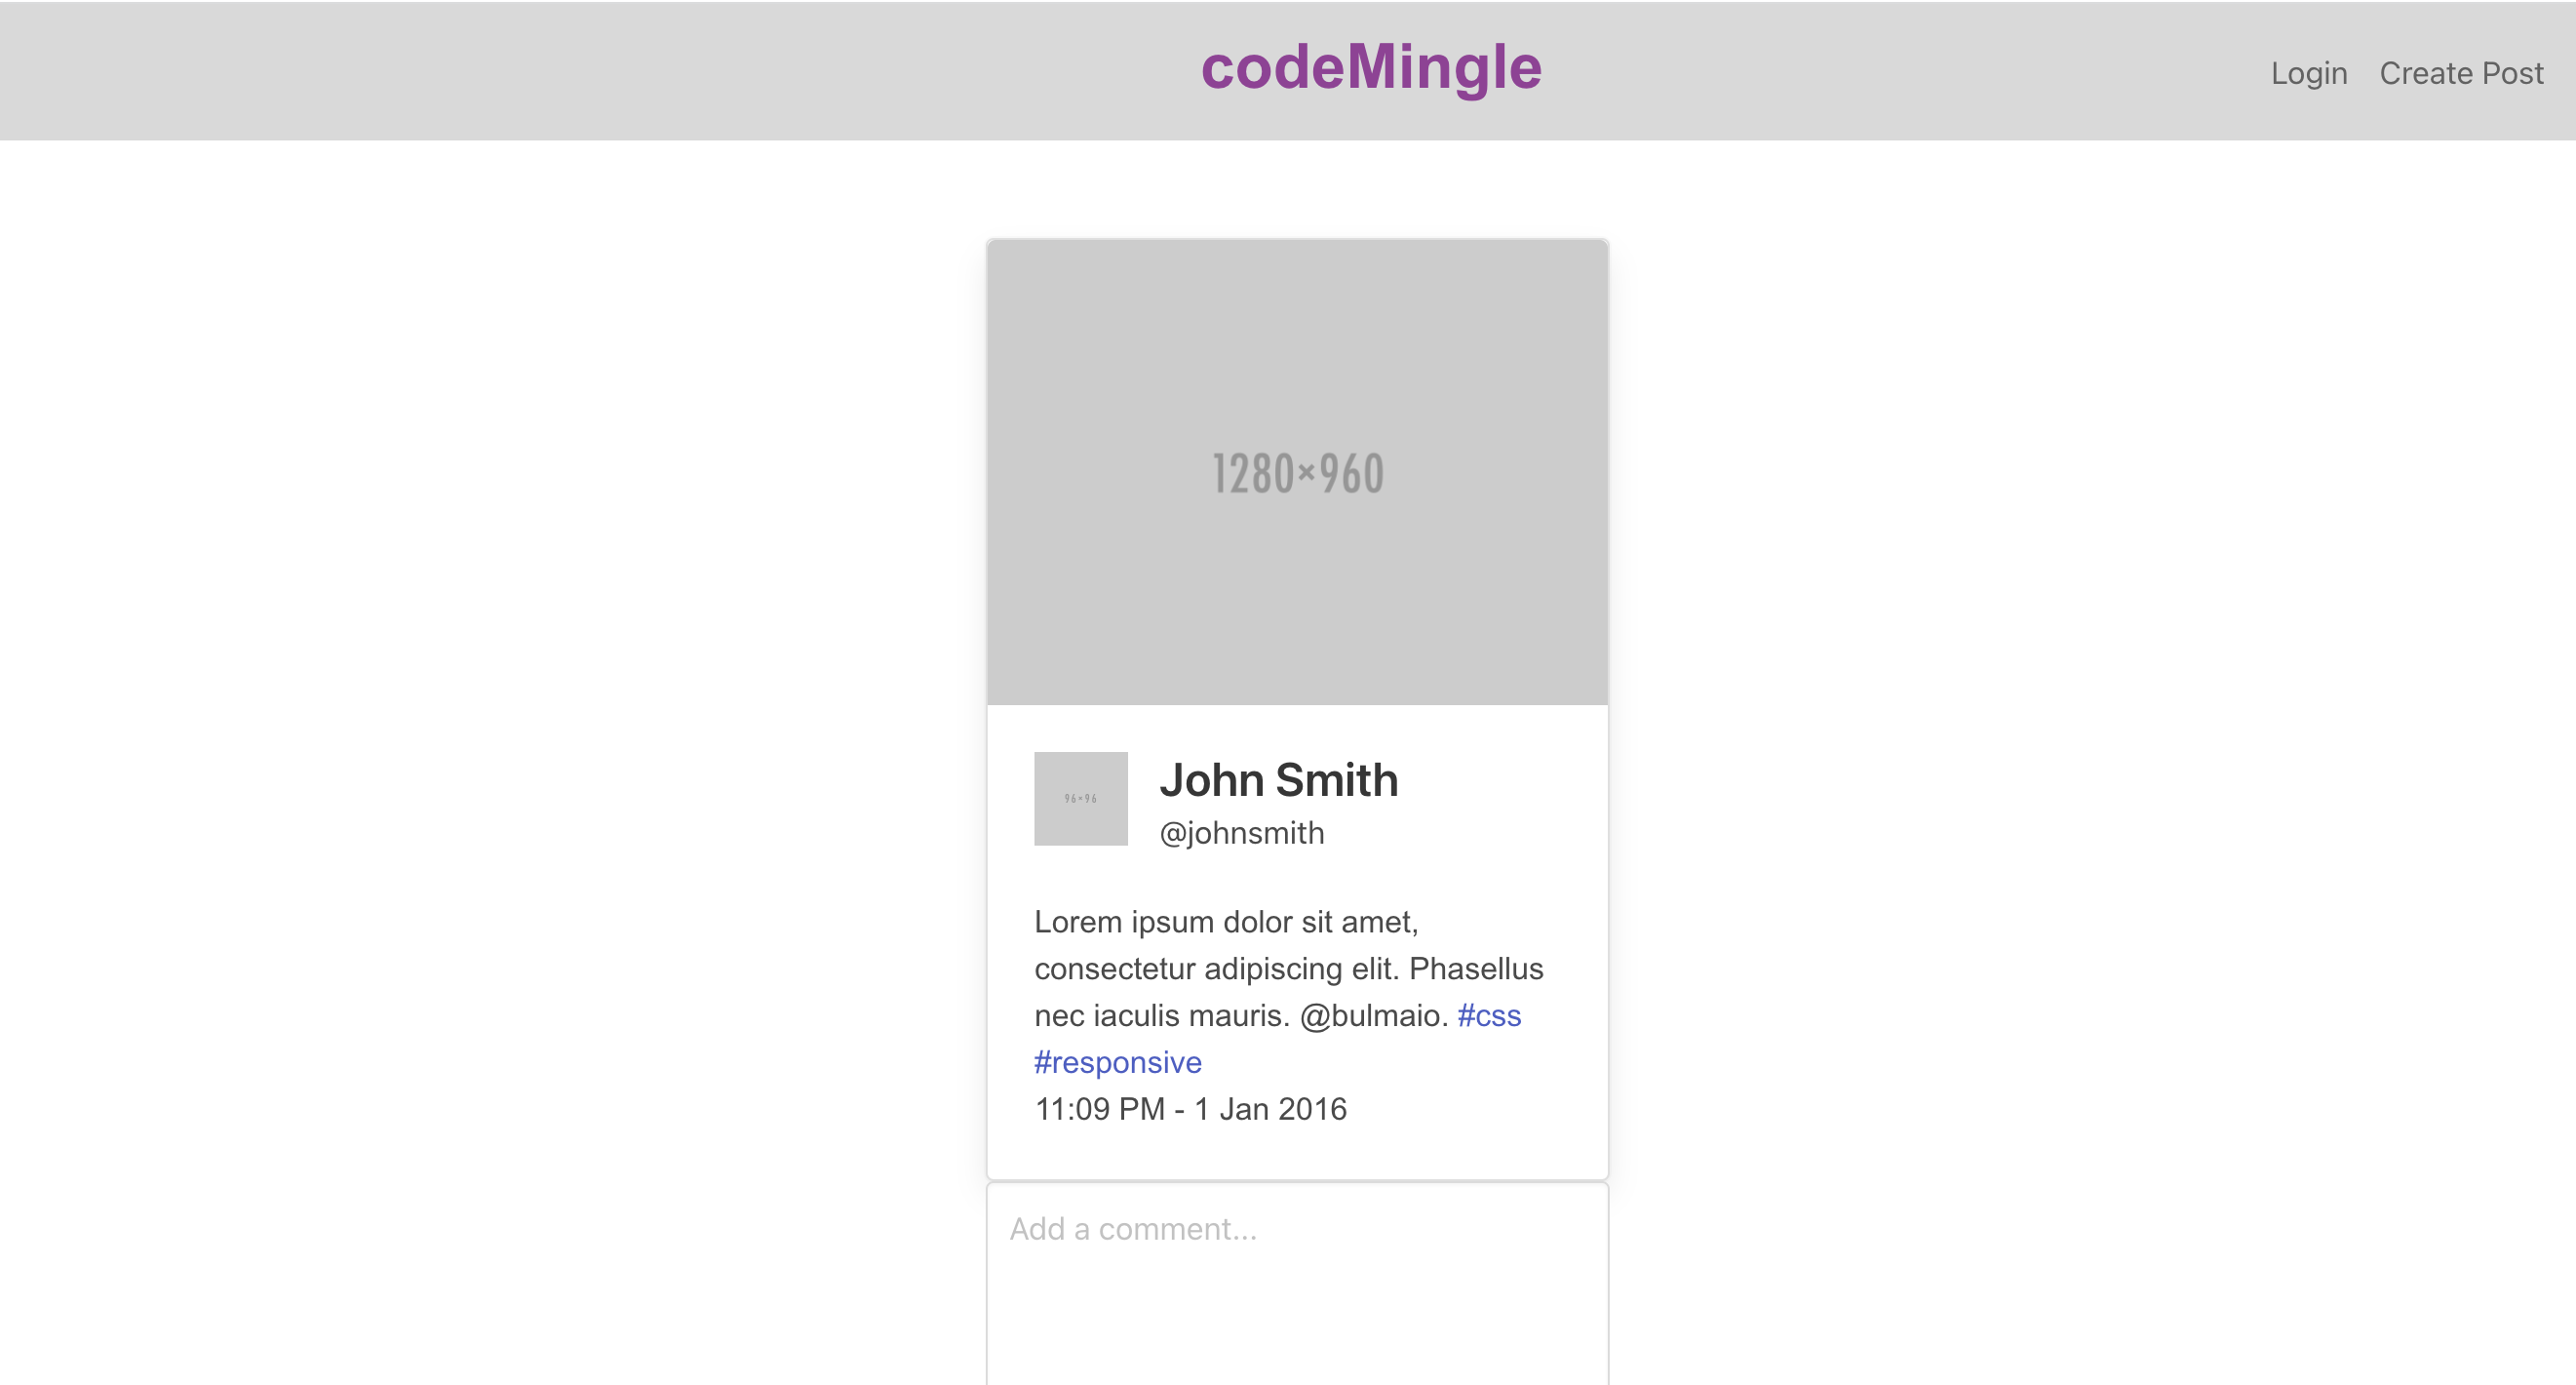 codeMingle
Login Create Post
1280×960
96×96
John Smith
@johnsmith
Lorem ipsum dolor sit amet,
consectetur adipiscing elit. Phasellus
nec iaculis mauris. @bulmaio. #css
#responsive
11:09 PM - 1 Jan 2016
Add a comment...